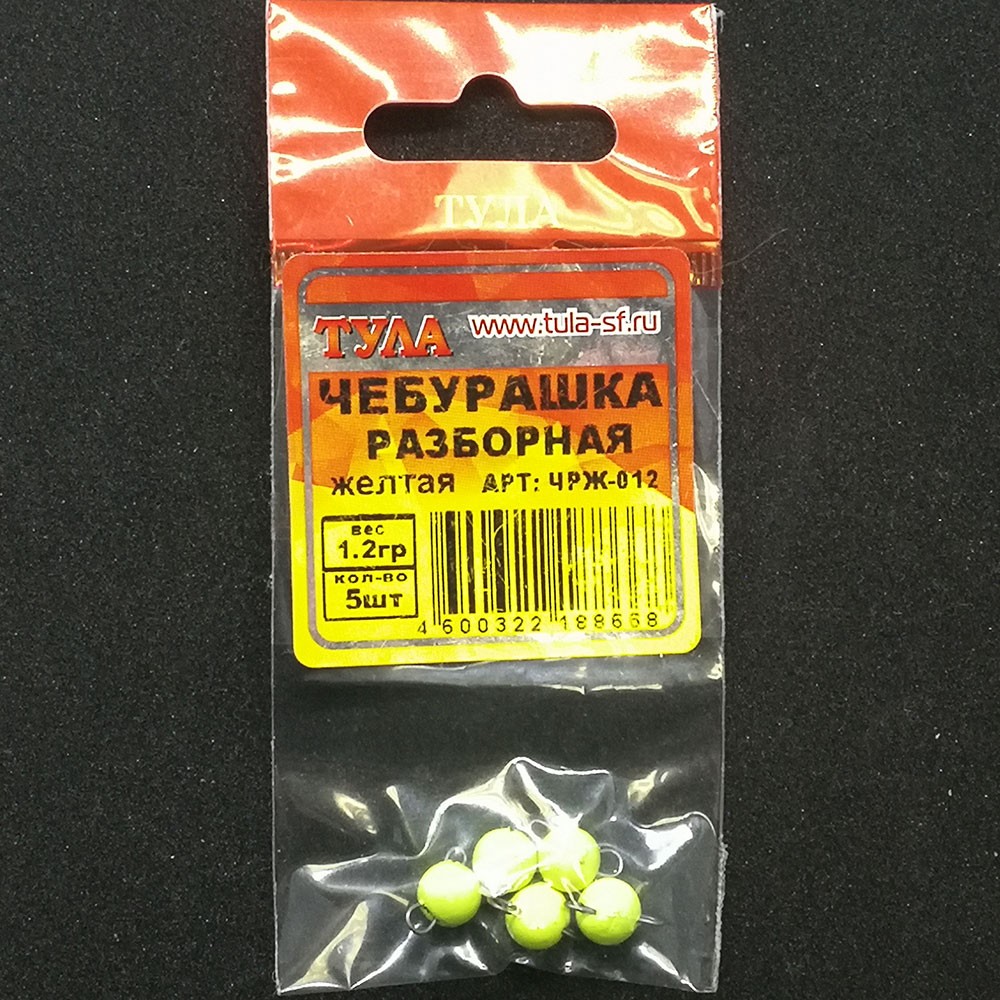 ТУЛА
ТУЛА www.tula-sf.ru
ЧЕБУРАШКА
РАЗБОРНАЯ
желтая АРТ: ЧРЖ-012
вес
1.2гр
кол-во
5шт
4 600322 188668